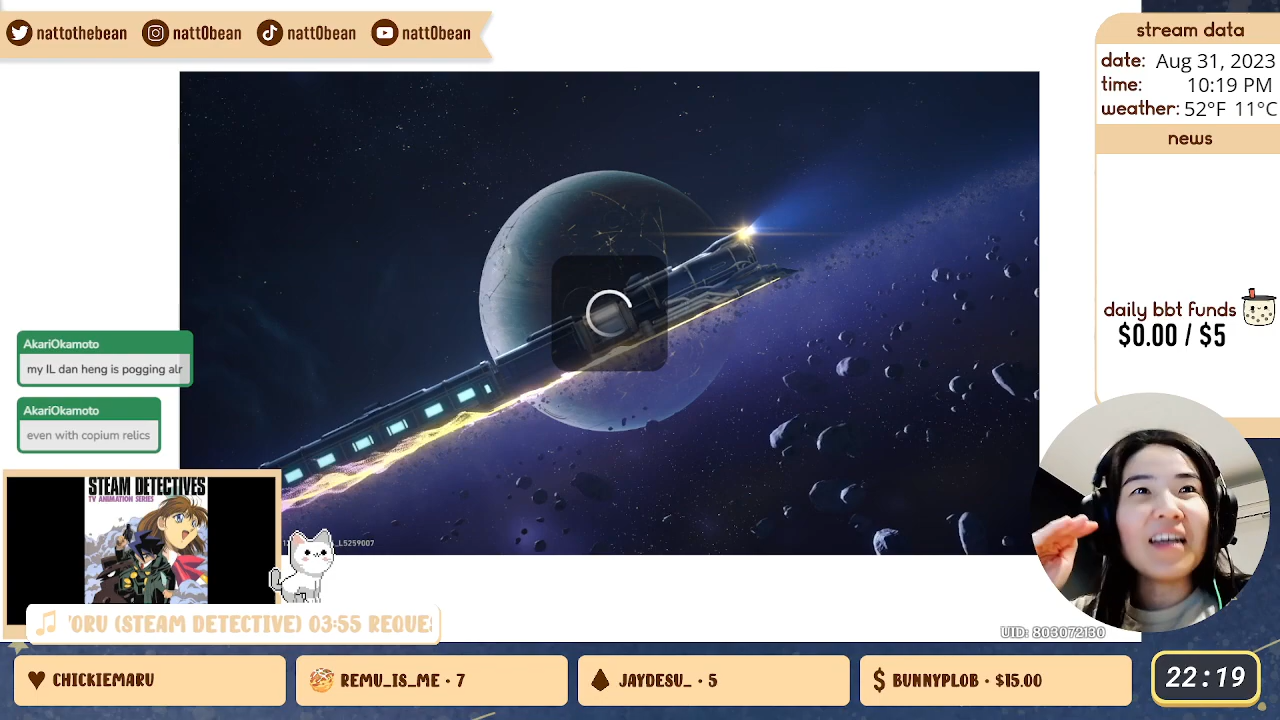 nattothebean natt0bean natt0bean natt0bean
stream data
date: Aug 31, 2023
time: 10:19 PM
weather: 52°F 11°C
news
daily bbt funds
$0.00 / $5
AkariOkamoto
my IL dan heng is pogging alr
AkariOkamoto
even with copium relics
STEAM DETECTIVES
TV ANIMATION SERIES
_L5259007
(STEAM DETECTIVE) 03:55
UID: 803072130
CHICKIEMARU
REMU_IS_ME · 7
JAYDESU_ · 5
$ BUNNYPLOB · $15.00
22:19